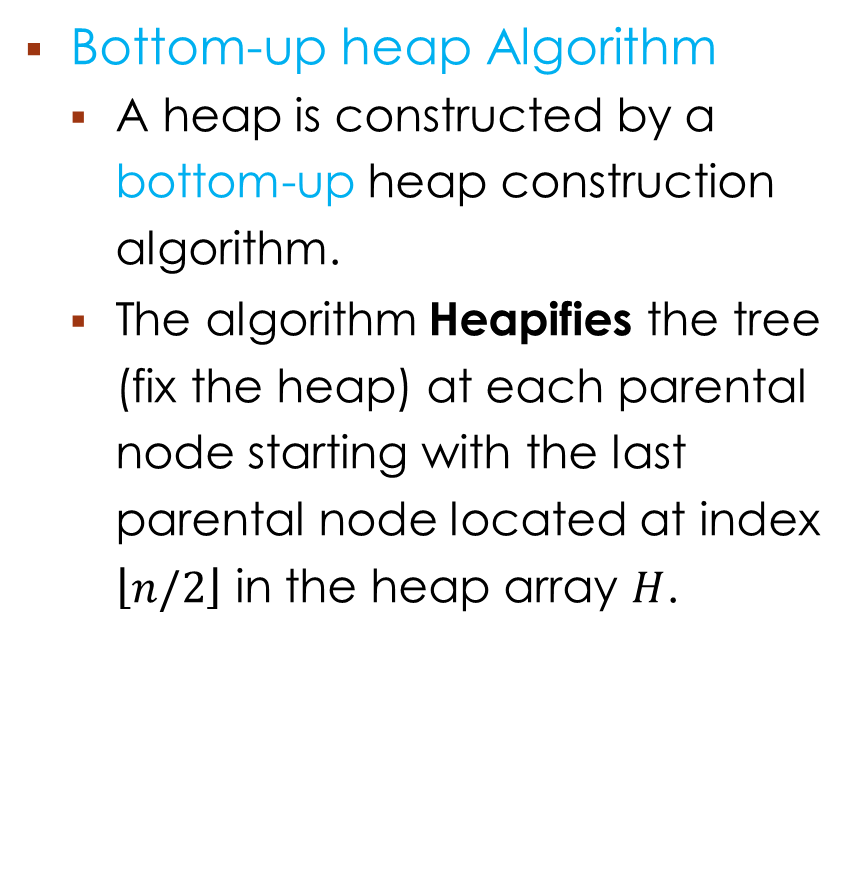 ▪ Bottom-up heap Algorithm
▪ A heap is constructed by a
bottom-up heap construction
algorithm.
▪ The algorithm Heapifies the tree
(fix the heap) at each parental
node starting with the last
parental node located at index
⌊𝑛/2⌋ in the heap array 𝐻.